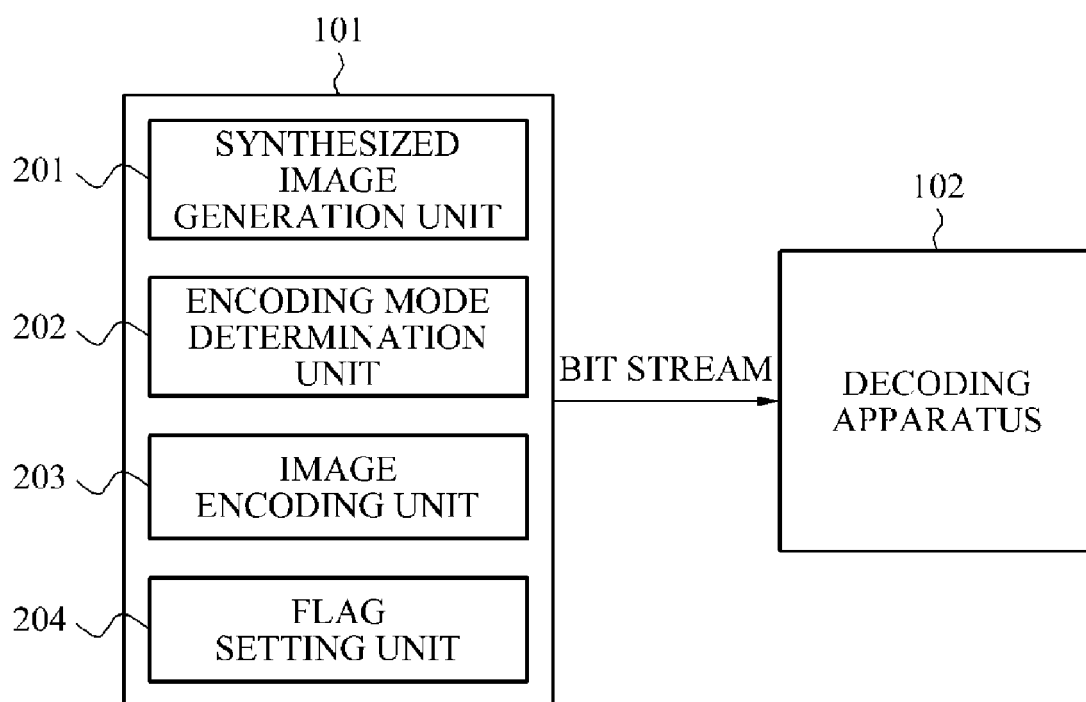 101
201
SYNTHESIZED
IMAGE
GENERATION UNIT
202
ENCODING MODE
DETERMINATION
UNIT
203
IMAGE
ENCODING UNIT
204
FLAG
SETTING UNIT
BIT STREAM
102
DECODING
APPARATUS